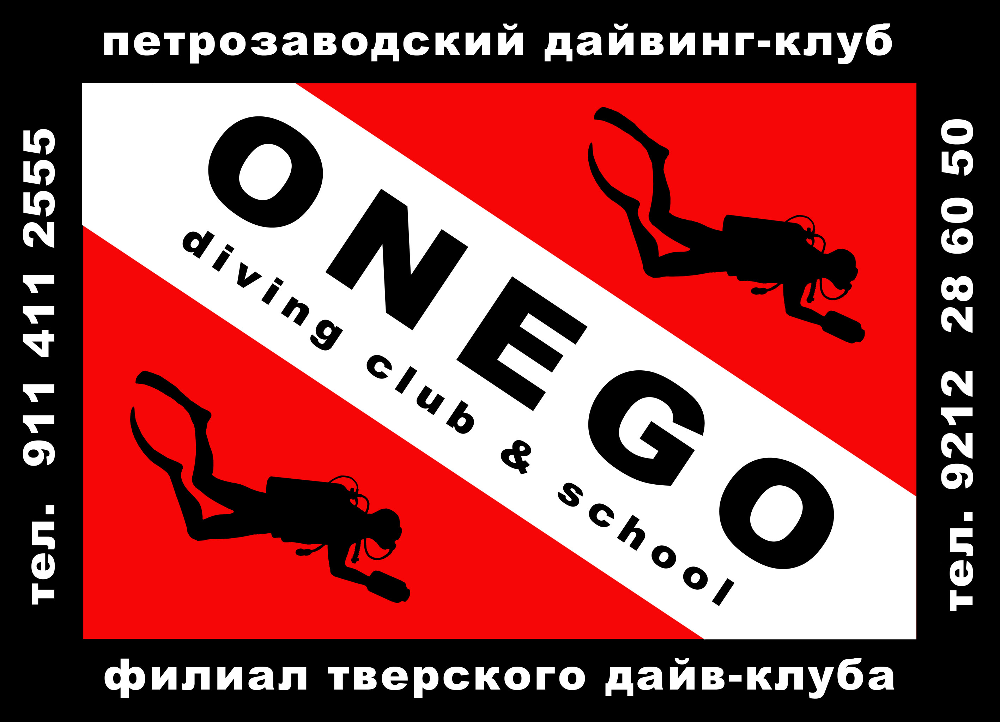 петрозаводский дайвинг-клуб
тел. 911 411 2555
ONEGO
diving club & school
тел. 9212 28 60 50
филиал тверского дайв-клуба